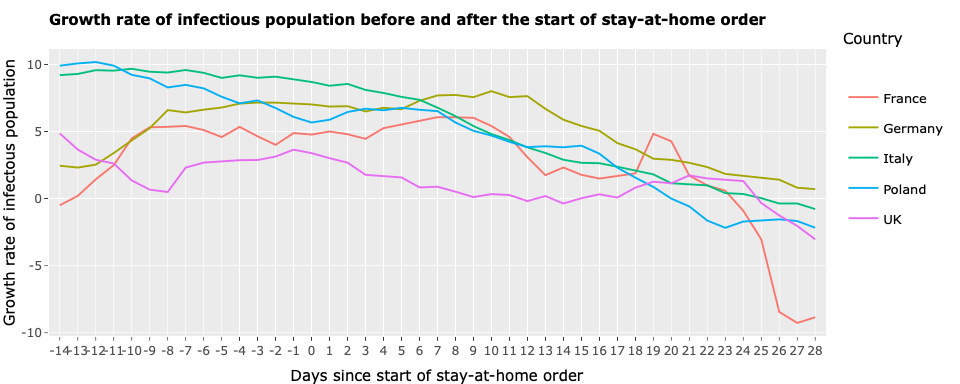 Growth rate of infectious population before and after the start of stay-at-home order
Country
France
Germany
Italy
Poland
UK
Growth rate of infectious population
10
5
0
-5
-10
-14 -13 -12 -11 -10 -9 -8 -7 -6 -5 -4 -3 -2 -1 0 1 2 3 4 5 6 7 8 9 10 11 12 13 14 15 16 17 18 19 20 21 22 23 24 25 26 27 28
Days since start of stay-at-home order